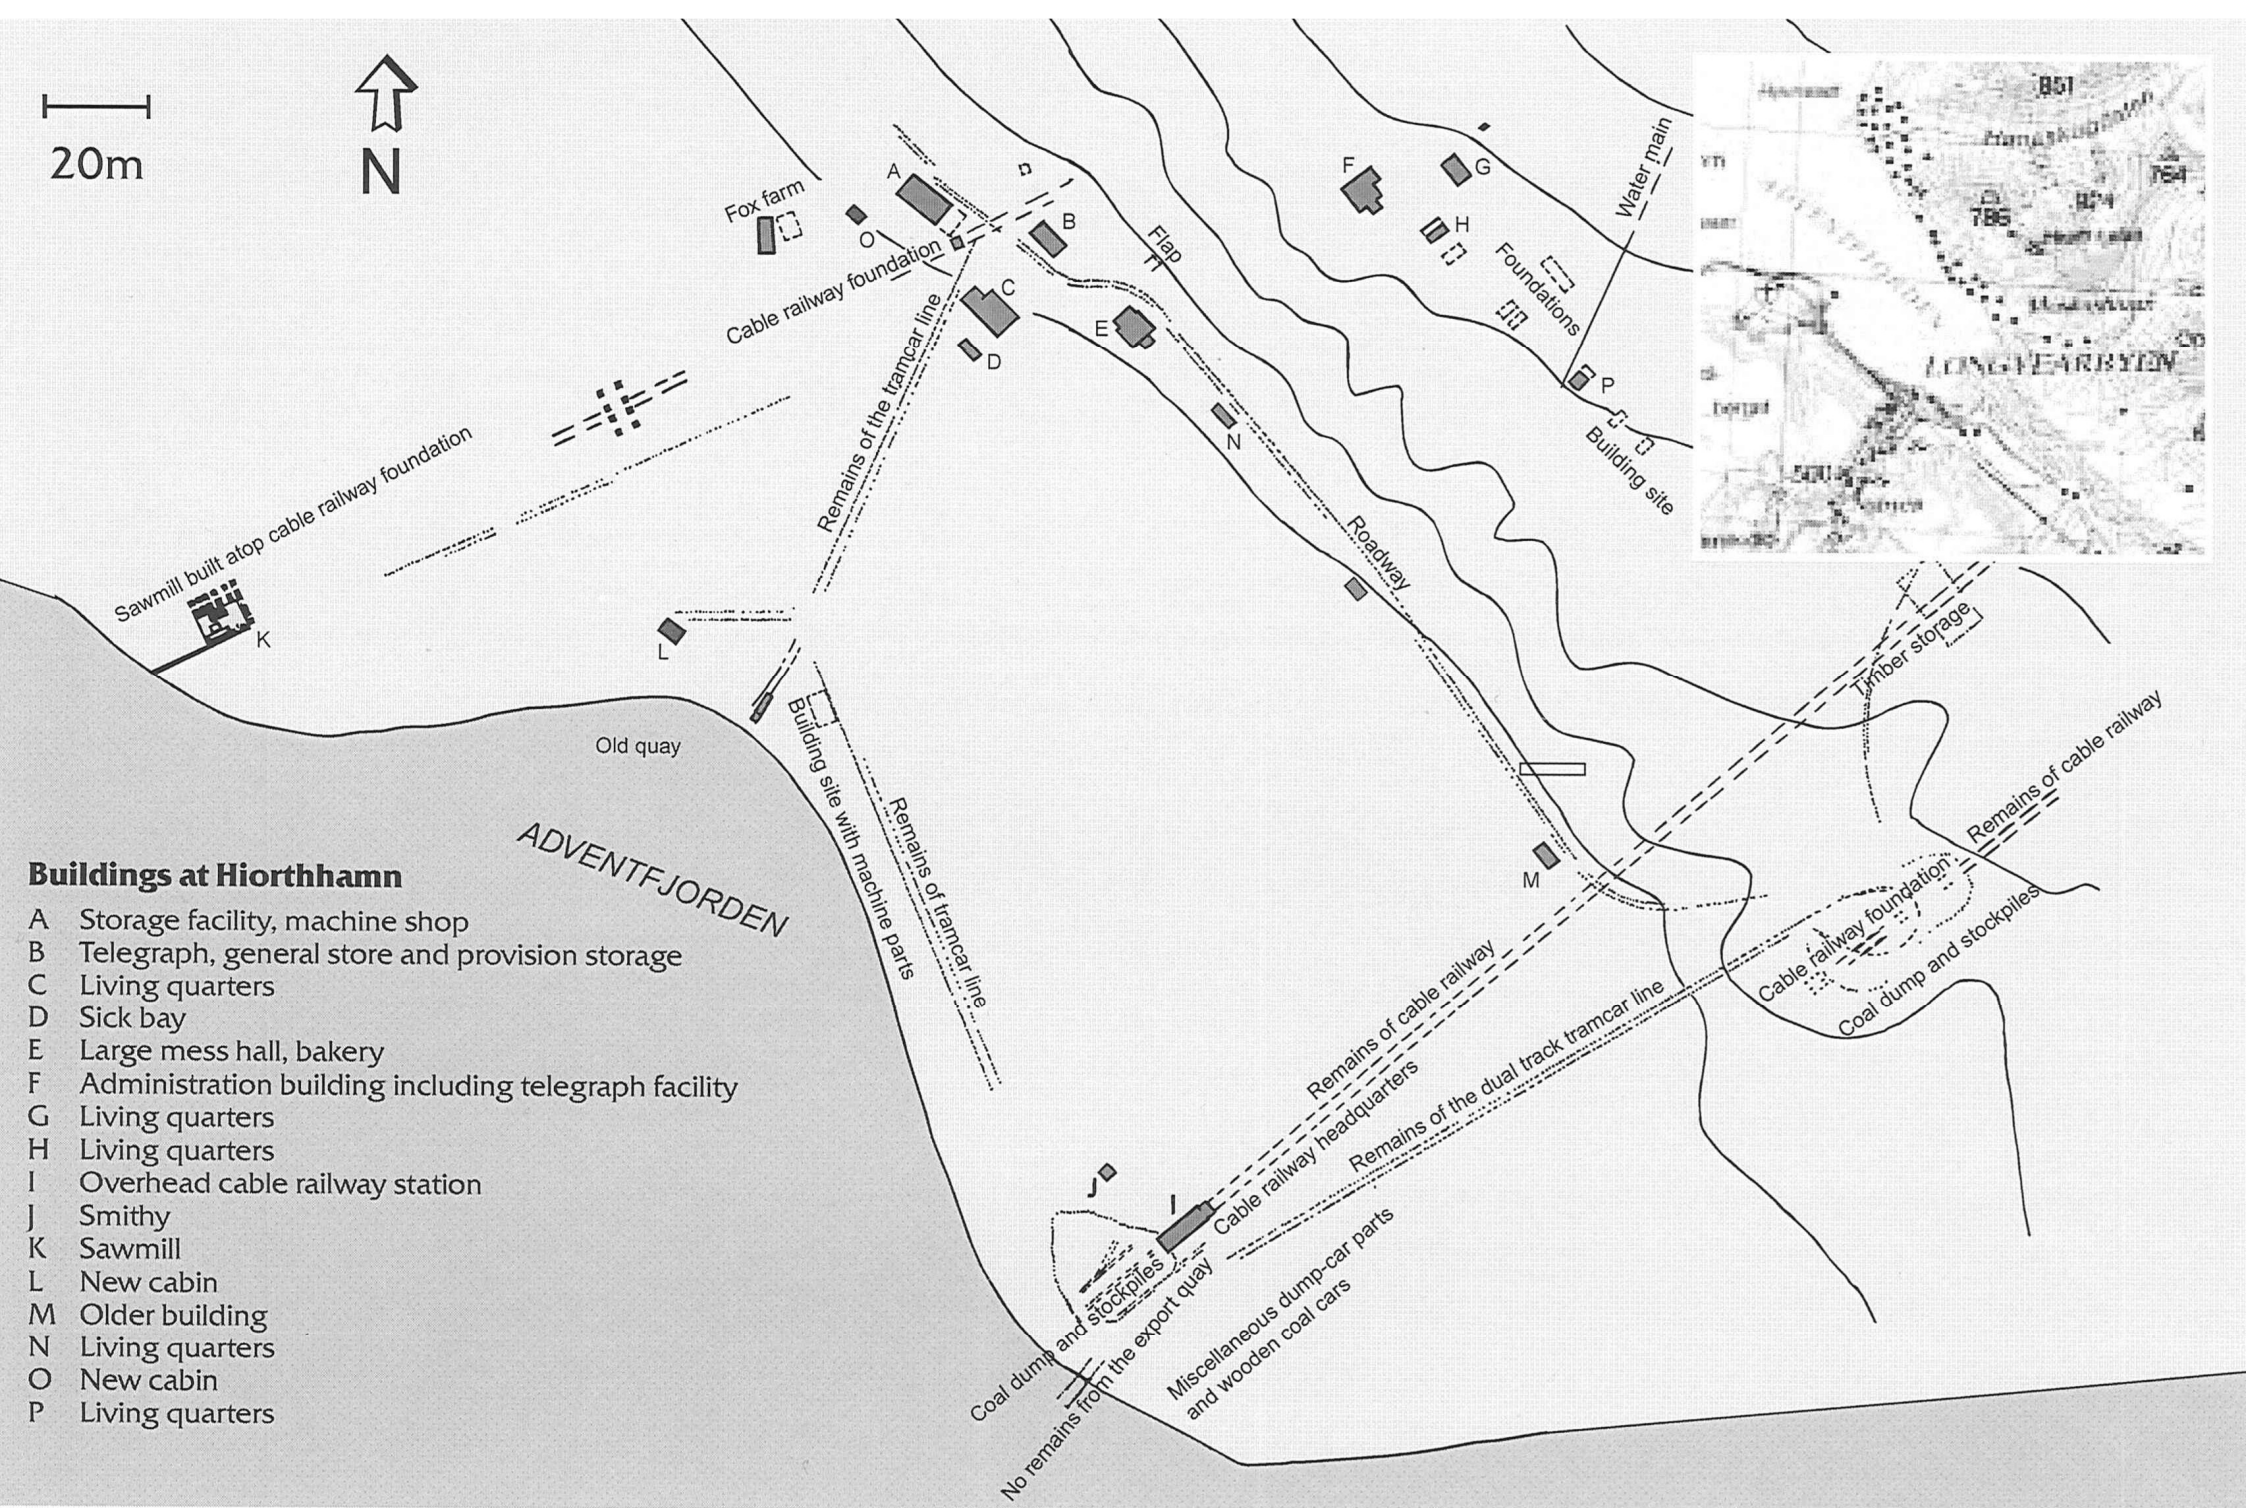 20m
N
Fox farm
A
O
B
Cable railway foundation
C
D
E
Flap
F
G
H
Foundations
Water main
P
Building site
N
Roadway
Remains of the tramcar line
Sawmill built atop cable railway foundation
K
L
Old quay
ADVENTFJORDEN
Building site with machine parts
Remains of tramcar line
M
Timber storage
Remains of cable railway
Cable railway foundation
Coal dump and stockpiles
Remains of cable railway
Cable railway headquarters
Remains of the dual track tramcar line
J
I
Coal dump and stockpiles
No remains from the export quay
Miscellaneous dump-car parts
and wooden coal cars
851
764
786
824
LONGYEARBYEN
Buildings at Hiorthhamn
A Storage facility, machine shop
B Telegraph, general store and provision storage
C Living quarters
D Sick bay
E Large mess hall, bakery
F Administration building including telegraph facility
G Living quarters
H Living quarters
I Overhead cable railway station
J Smithy
K Sawmill
L New cabin
M Older building
N Living quarters
O New cabin
P Living quarters